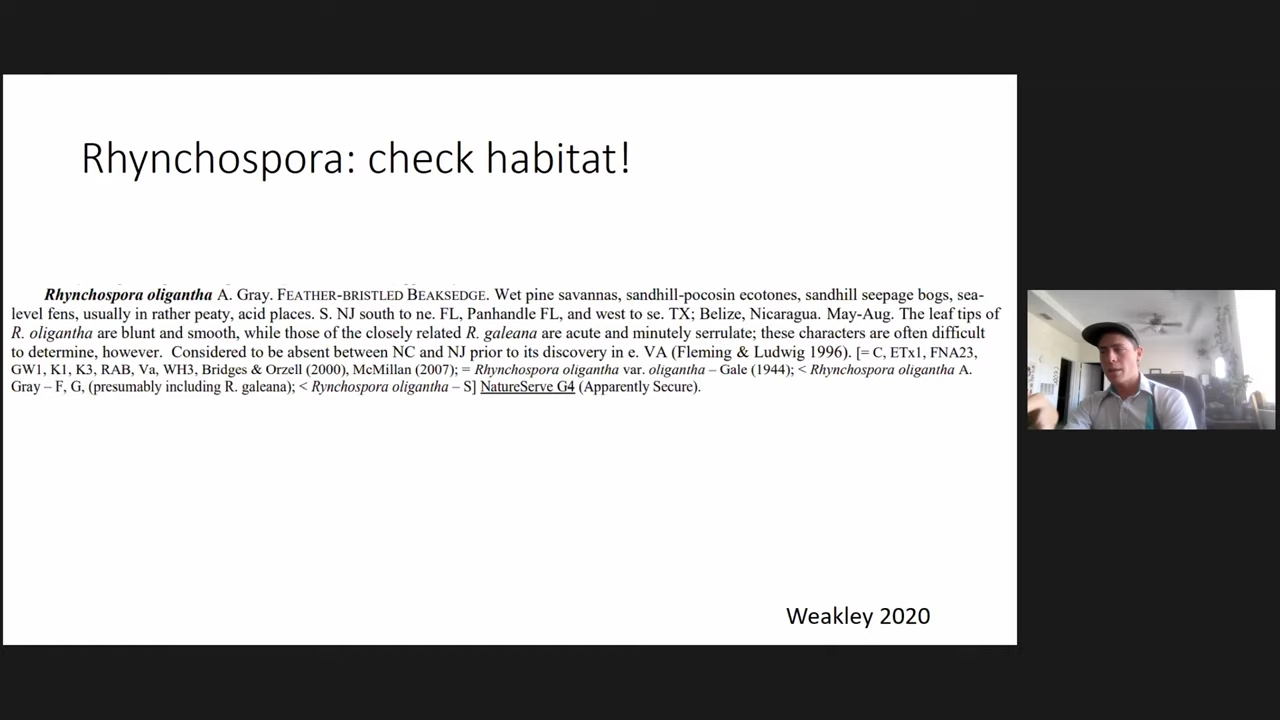 Rhynchospora: check habitat!
Rhynchospora oligantha A. Gray. FEATHER-BRISTLED BEAKSEDGE. Wet pine savannas, sandhill-pocosin ecotones, sandhill seepage bogs, sea-
level fens, usually in rather peaty, acid places. S. NJ south to ne. FL, Panhandle FL, and west to se. TX; Belize, Nicaragua. May-Aug. The leaf tips of
R. oligantha are blunt and smooth, while those of the closely related R. galeana are acute and minutely serrulate; these characters are often difficult
to determine, however. Considered to be absent between NC and NJ prior to its discovery in e. VA (Fleming & Ludwig 1996). [= C, ETx1, FNA23,
GW1, K1, K3, RAB, Va, WH3, Bridges & Orzell (2000), McMillan (2007); = Rhynchospora oligantha var. oligantha – Gale (1944); < Rhynchospora oligantha A.
Gray – F, G, (presumably including R. galeana); < Rynchospora oligantha – S] NatureServe G4 (Apparently Secure).
Weakley 2020